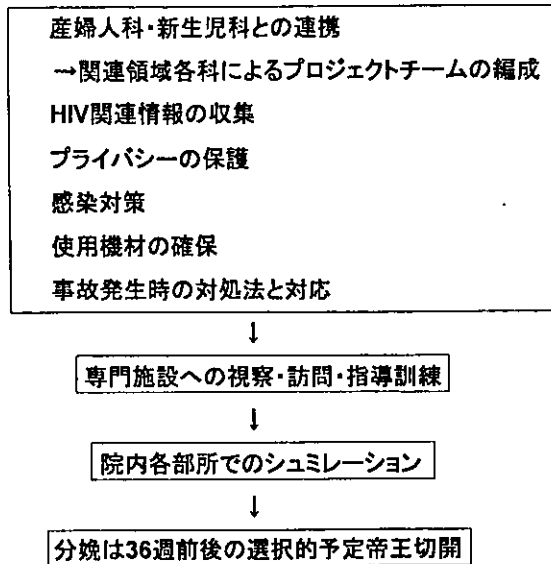 産婦人科・新生児科との連携
→関連領域各科によるプロジェクトチームの編成
HIV関連情報の収集
プライバシーの保護
感染対策
使用機材の確保
事故発生時の対処法と対応
↓
専門施設への視察・訪問・指導訓練
↓
院内各部所でのシュミレーション
↓
分娩は36週前後の選択的予定帝王切開